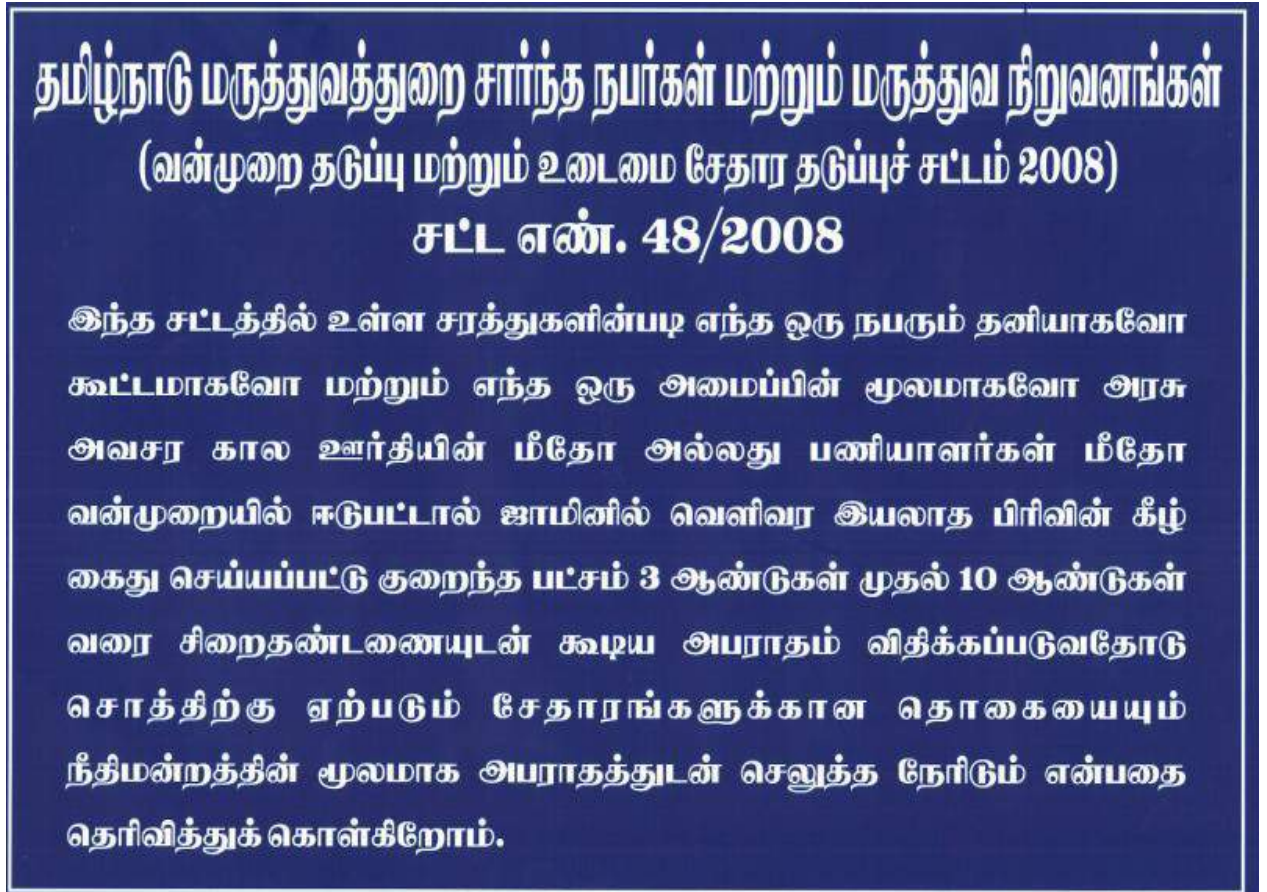 தமிழ்நாடு மருத்துவத்துறை சார்ந்த நபர்கள் மற்றும் மருத்துவ நிறுவனங்கள்
(வன்முறை தடுப்பு மற்றும் உடைமை சேதார தடுப்புச் சட்டம் 2008)
சட்ட எண். 48/2008
இந்த சட்டத்தில் உள்ள சரத்துகளின்படி எந்த ஒரு நபரும் தனியாகவோ
கூட்டமாகவோ மற்றும் எந்த ஒரு அமைப்பின் மூலமாகவோ அரசு
அவசர கால ஊர்தியின் மீதோ அல்லது பணியாளர்கள் மீதோ
வன்முறையில் ஈடுபட்டால் ஜாமினில் வெளிவர இயலாத பிரிவின் கீழ்
கைது செய்யப்பட்டு குறைந்த பட்சம் 3 ஆண்டுகள் முதல் 10 ஆண்டுகள்
வரை சிறைதண்டணையுடன் கூடிய அபராதம் விதிக்கப்படுவதோடு
சொத்திற்கு ஏற்படும் சேதாரங்களுக்கான தொகையையும்
நீதிமன்றத்தின் மூலமாக அபராதத்துடன் செலுத்த நேரிடும் என்பதை
தெரிவித்துக் கொள்கிறோம்.